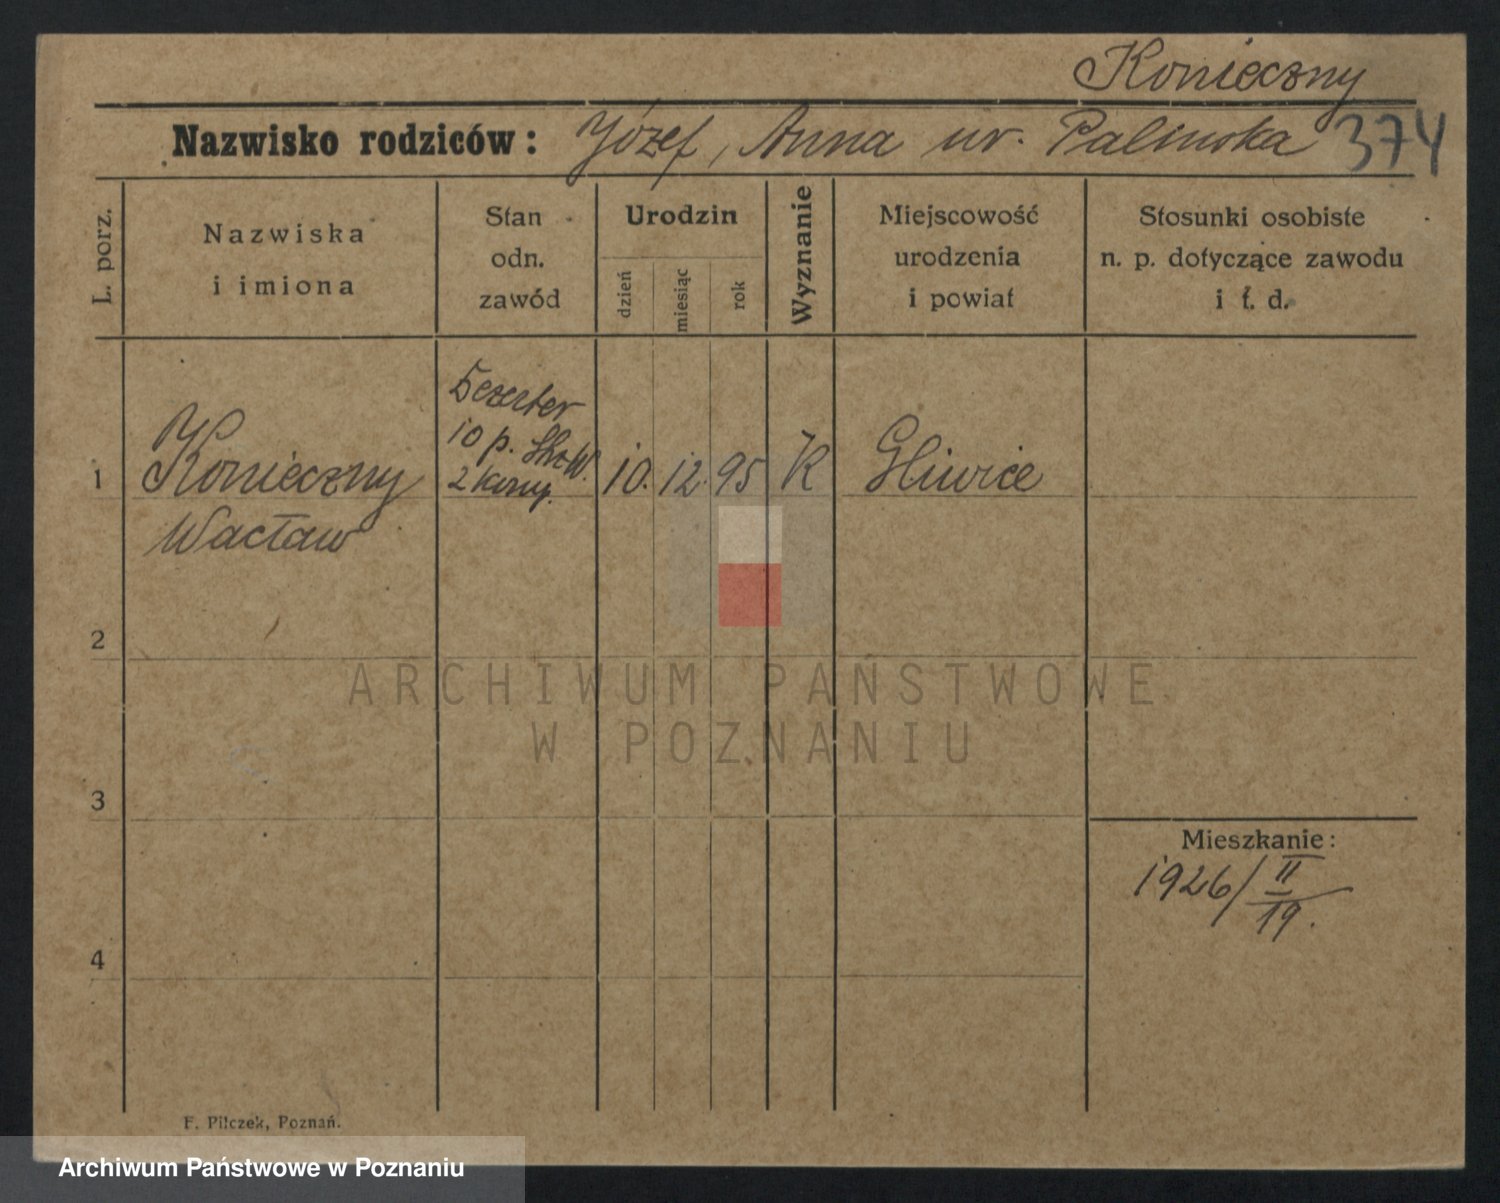 Konieczny
Nazwisko rodziców: Józef, Anna ur. Palińska 374
L. porz.
Nazwiska
i imiona
Stan
odn.
zawód
Urodzin
dzień
miesiąc
rok
Wyznanie
Miejscowość
urodzenia
i powiat
Stosunki osobiste
n. p. dotyczące zawodu
i t. d.
1
Konieczny
Wacław
Dezerter
10 p.
2 komp.
10. 12. 95 K Gliwice
2
ARCHIWUM PAŃSTWOWE
W POZNANIU
3
Mieszkanie:
1926/II
19.
4
F. Pilczek, Poznań.
Archiwum Państwowe w Poznaniu